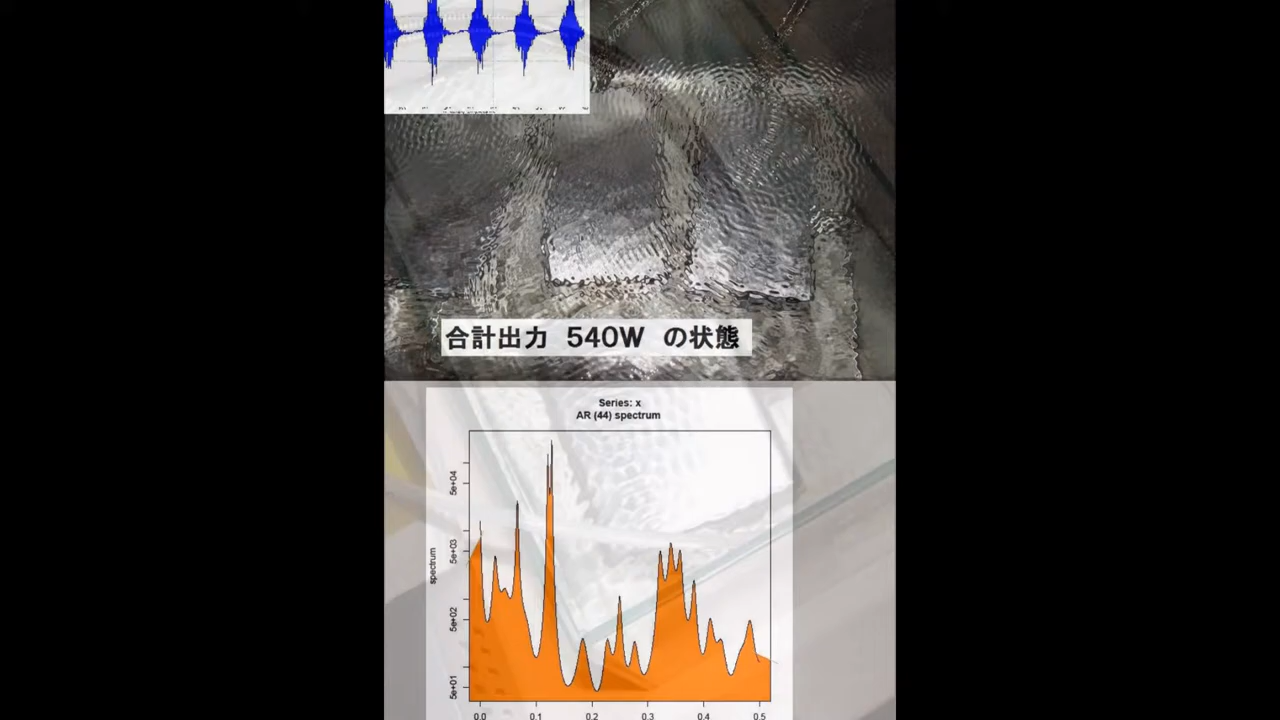 合計出力 540W の状態
Series: x
AR (44) spectrum
spectrum
5e+04
5e+03
5e+02
5e+01
0.0 0.1 0.2 0.3 0.4 0.5